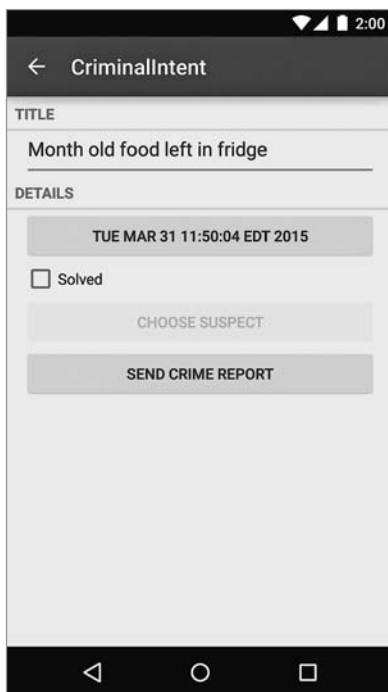 2:00
CriminalIntent
TITLE
Month old food left in fridge
DETAILS
TUE MAR 31 11:50:04 EDT 2015
Solved
CHOOSE SUSPECT
SEND CRIME REPORT